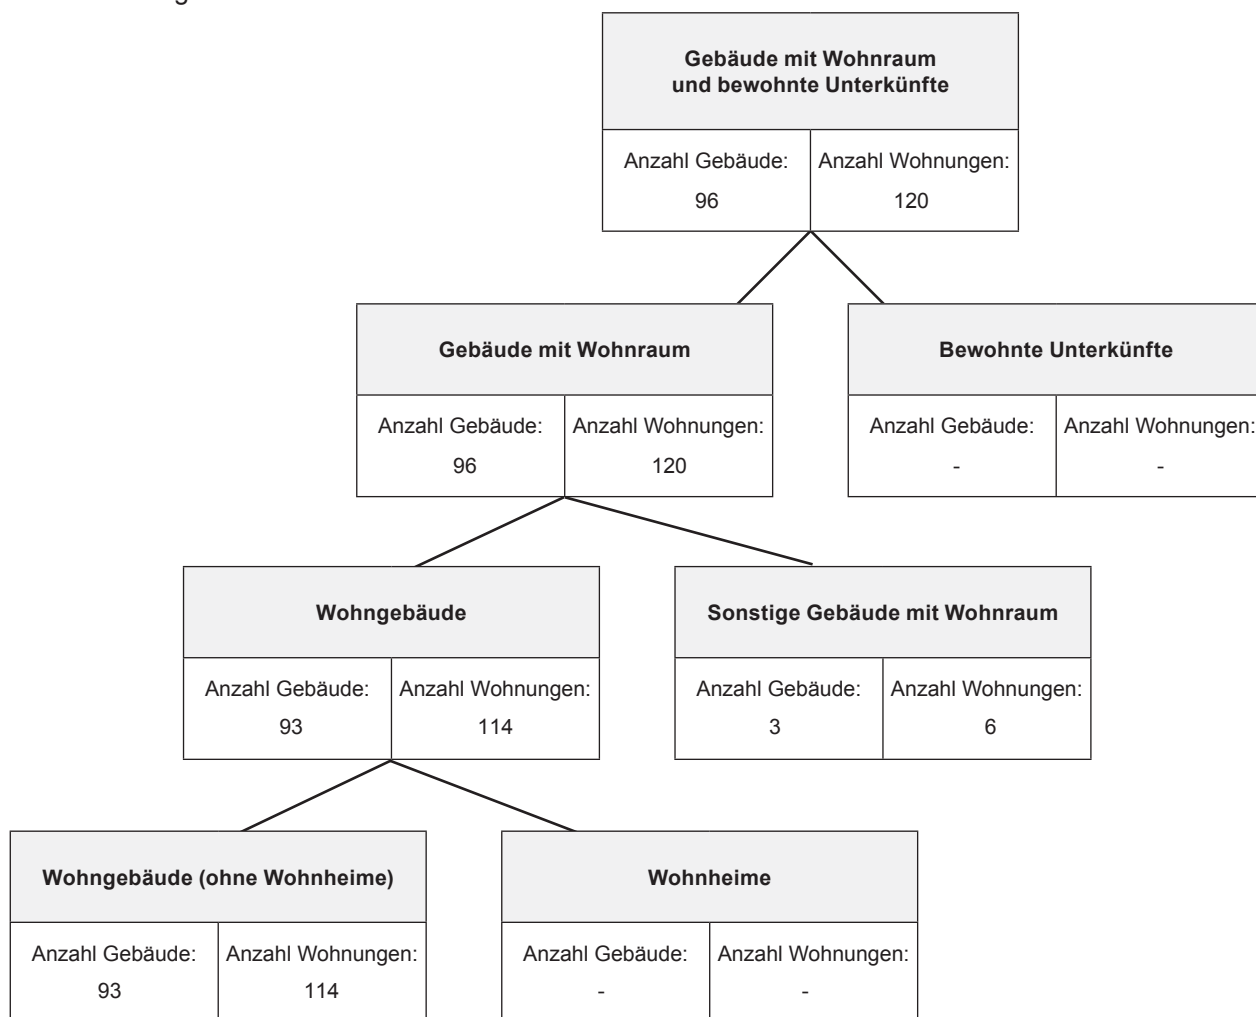 Gebäude mit Wohnraum
und bewohnte Unterkünfte
Anzahl Gebäude:
96
Anzahl Wohnungen:
120
Gebäude mit Wohnraum
Anzahl Gebäude:
96
Anzahl Wohnungen:
120
Bewohnte Unterkünfte
Anzahl Gebäude:
-
Anzahl Wohnungen:
-
Wohngebäude
Anzahl Gebäude:
93
Anzahl Wohnungen:
114
Sonstige Gebäude mit Wohnraum
Anzahl Gebäude:
3
Anzahl Wohnungen:
6
Wohngebäude (ohne Wohnheime)
Anzahl Gebäude:
93
Anzahl Wohnungen:
114
Wohnheime
Anzahl Gebäude:
-
Anzahl Wohnungen:
-